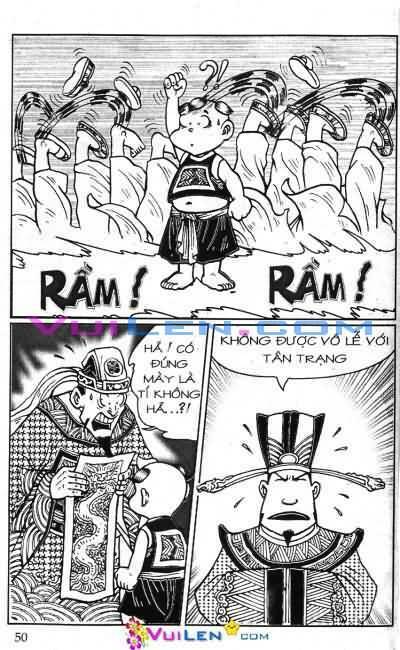 ?!
RẦM!
RẦM!
VUILEN.COM
HẢ! CÓ
ĐÚNG
MÀY LÀ
TÍ KHÔNG
HẢ...?!
KHÔNG ĐƯỢC VÔ LỄ VỚI
TÂN TRẠNG
50
VUILEN.COM